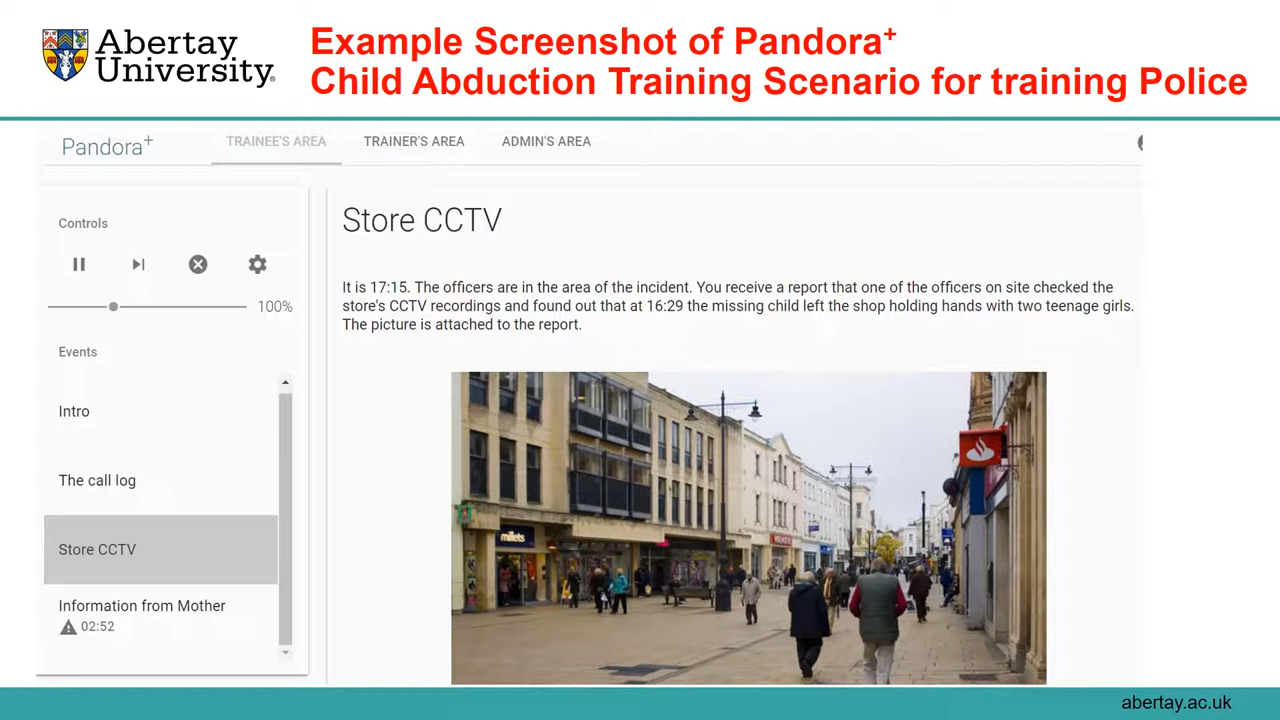 Abertay
University
Example Screenshot of Pandora+
Child Abduction Training Scenario for training Police
Pandora+
TRAINEE'S AREA
TRAINER'S AREA
ADMIN'S AREA
Controls
100%
Events
Intro
The call log
Store CCTV
Information from Mother
02:52
Store CCTV
It is 17:15. The officers are in the area of the incident. You receive a report that one of the officers on site checked the
store's CCTV recordings and found out that at 16:29 the missing child left the shop holding hands with two teenage girls.
The picture is attached to the report.
millets
abertay.ac.uk